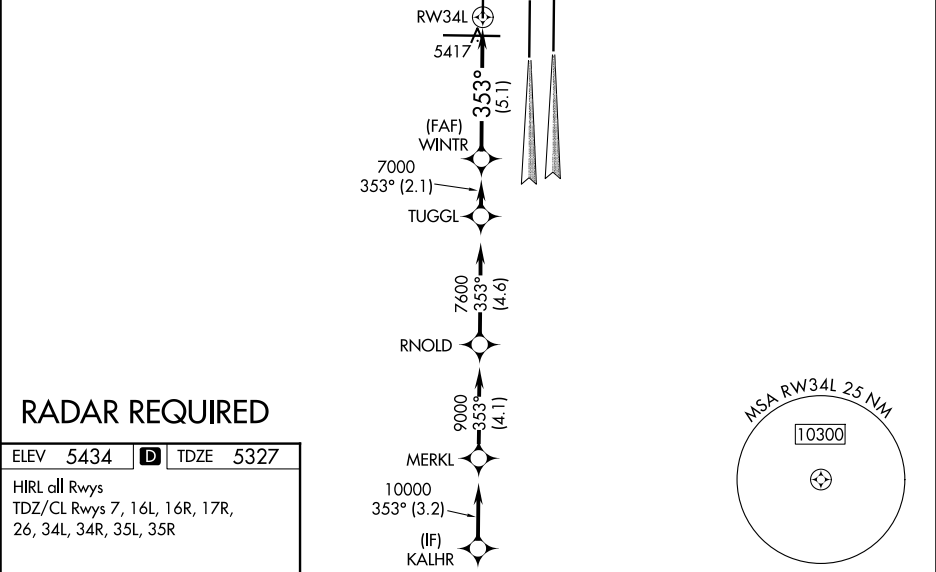 RW34L
5417
353°
(5.1)
(FAF)
WINTR
7000
353° (2.1)
TUGGL
7600
353°
(4.6)
RNOLD
9000
353°
(4.1)
MERKL
10000
353° (3.2)
(IF)
KALHR
RADAR REQUIRED
ELEV 5434 D TDZE 5327
HIRL all Rwys
TDZ/CL Rwys 7, 16L, 16R, 17R,
26, 34L, 34R, 35L, 35R
MSA RW34L 25 NM
10300